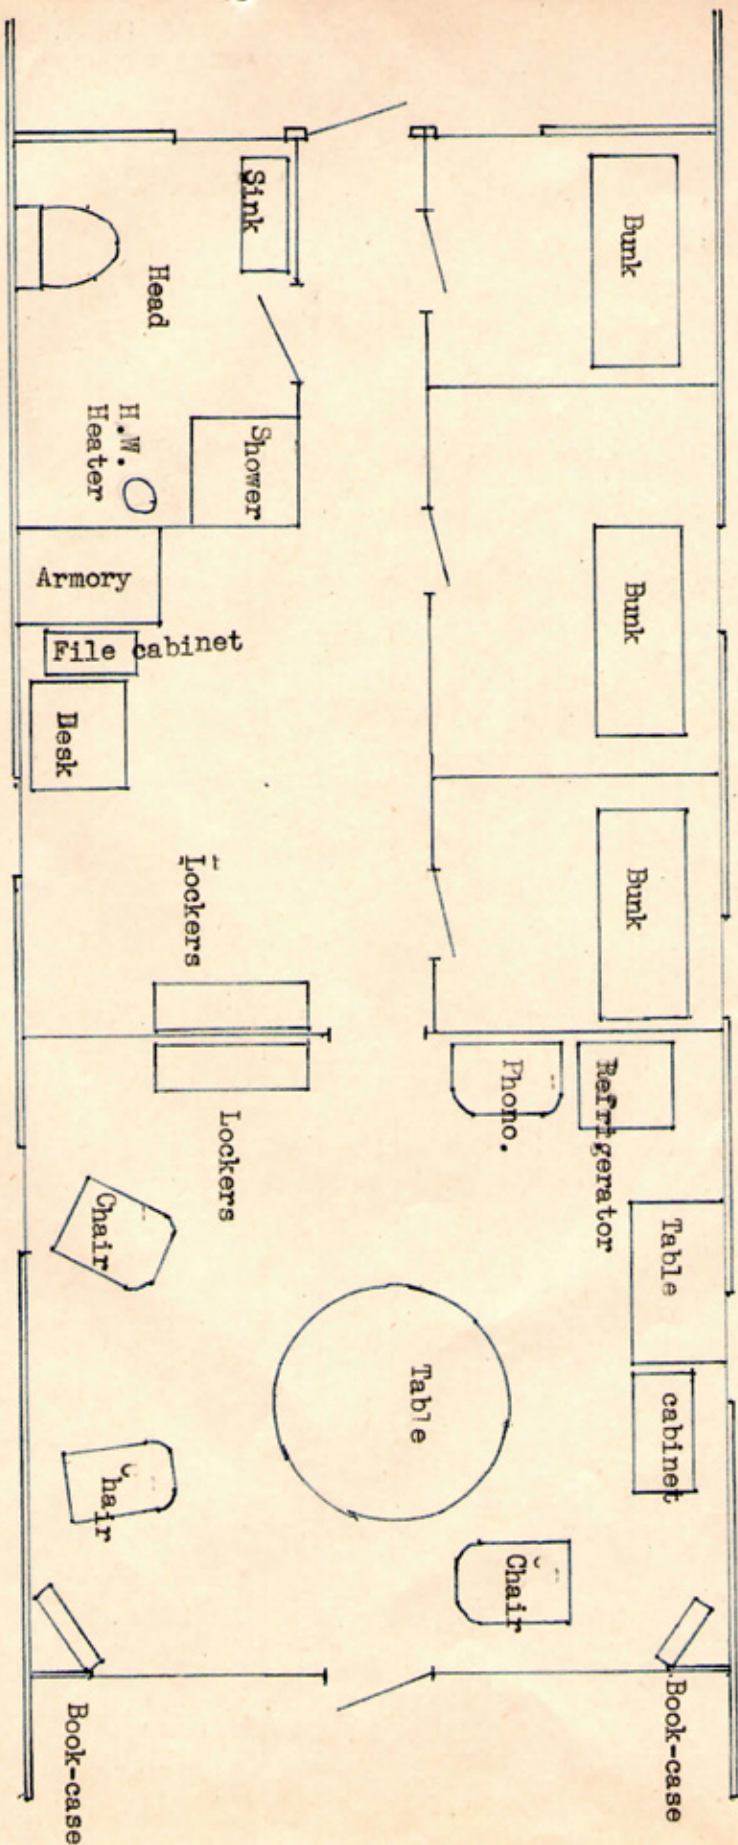 Sink
Bunk
Head
H.W.
Heater
Shower
Armory
File cabinet
Desk
Bunk
Lockers
Bunk
Lockers
Phono.
Refrigerator
Chair
Table
Table
cabinet
Chair
Chair
Book-case
Book-case